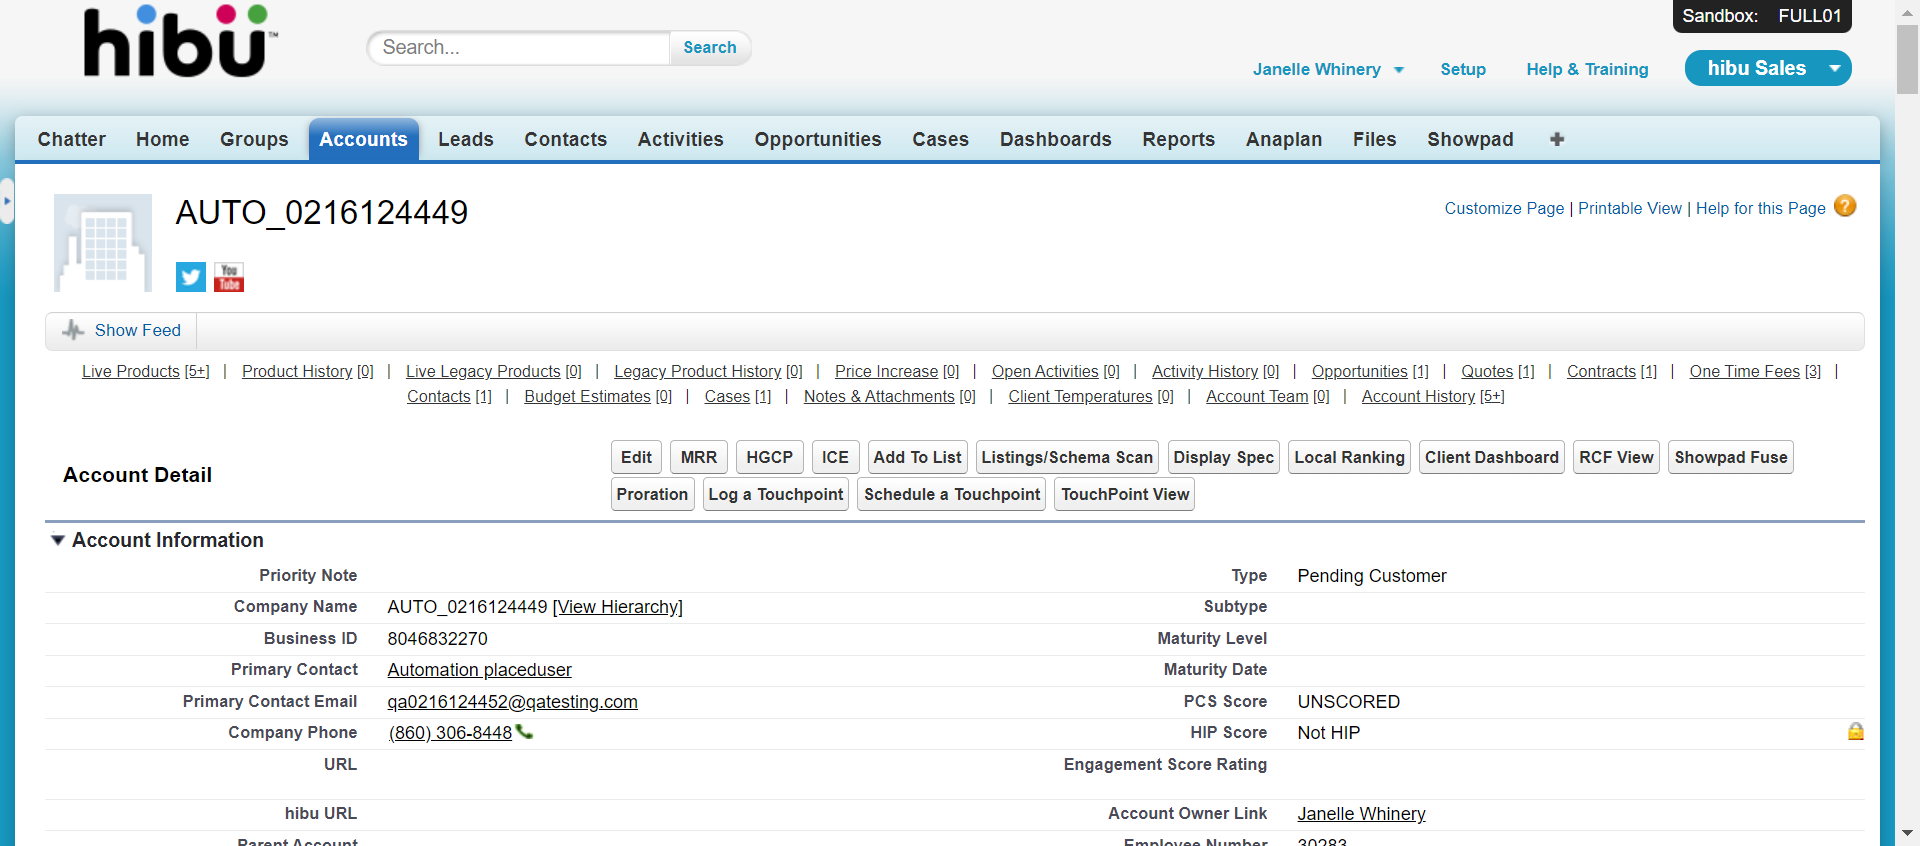 hibu™
Search...
Search
Sandbox: FULL01
Janelle Whinery
Setup
Help & Training
hibu Sales
Chatter Home Groups Accounts Leads Contacts Activities Opportunities Cases Dashboards Reports Anaplan Files Showpad
AUTO_0216124449
Customize Page | Printable View | Help for this Page ?
You Tube
Show Feed
Live Products [5+] | Product History [0] | Live Legacy Products [0] | Legacy Product History [0] | Price Increase [0] | Open Activities [0] | Activity History [0] | Opportunities [1] | Quotes [1] | Contracts [1] | One Time Fees [3] |
Contacts [1] | Budget Estimates [0] | Cases [1] | Notes & Attachments [0] | Client Temperatures [0] | Account Team [0] | Account History [5+]
Account Detail
Edit MRR HGCP ICE Add To List Listings/Schema Scan Display Spec Local Ranking Client Dashboard RCF View Showpad Fuse
Proration Log a Touchpoint Schedule a Touchpoint TouchPoint View
Account Information
Priority Note Type Pending Customer
Company Name AUTO_0216124449 [View Hierarchy] Subtype
Business ID 8046832270 Maturity Level
Primary Contact Automation placeduser Maturity Date
Primary Contact Email qa0216124452@qatesting.com PCS Score UNSCORED
Company Phone (860) 306-8448 HIP Score Not HIP
URL Engagement Score Rating
hibu URL Account Owner Link Janelle Whinery
Parent Account Employee Number 30283